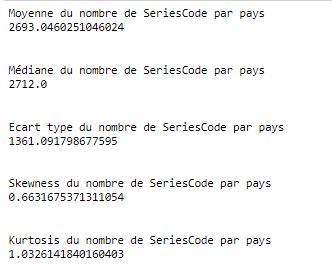 Moyenne du nombre de SeriesCode par pays
2693.0460251046024
Médiane du nombre de SeriesCode par pays
2712.0
Ecart type du nombre de SeriesCode par pays
1361.091798677595
Skewness du nombre de SeriesCode par pays
0.6631675371311054
Kurtosis du nombre de SeriesCode par pays
1.0326141840160403